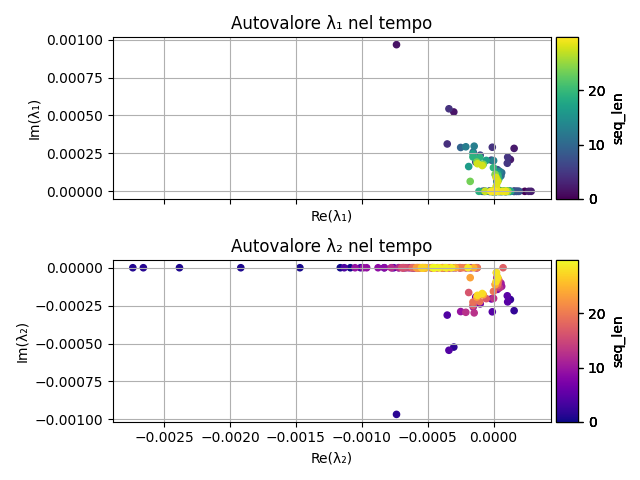 Autovalore λ₁ nel tempo
0.00100
0.00075
0.00050
0.00025
0.00000
Im(λ₁)
Re(λ₁)
20
10
0
seq_len
Autovalore λ₂ nel tempo
0.00000
−0.00025
−0.00050
−0.00075
−0.00100
Im(λ₂)
−0.0025
−0.0020
−0.0015
−0.0010
−0.0005
0.0000
Re(λ₂)
20
10
0
seq_len